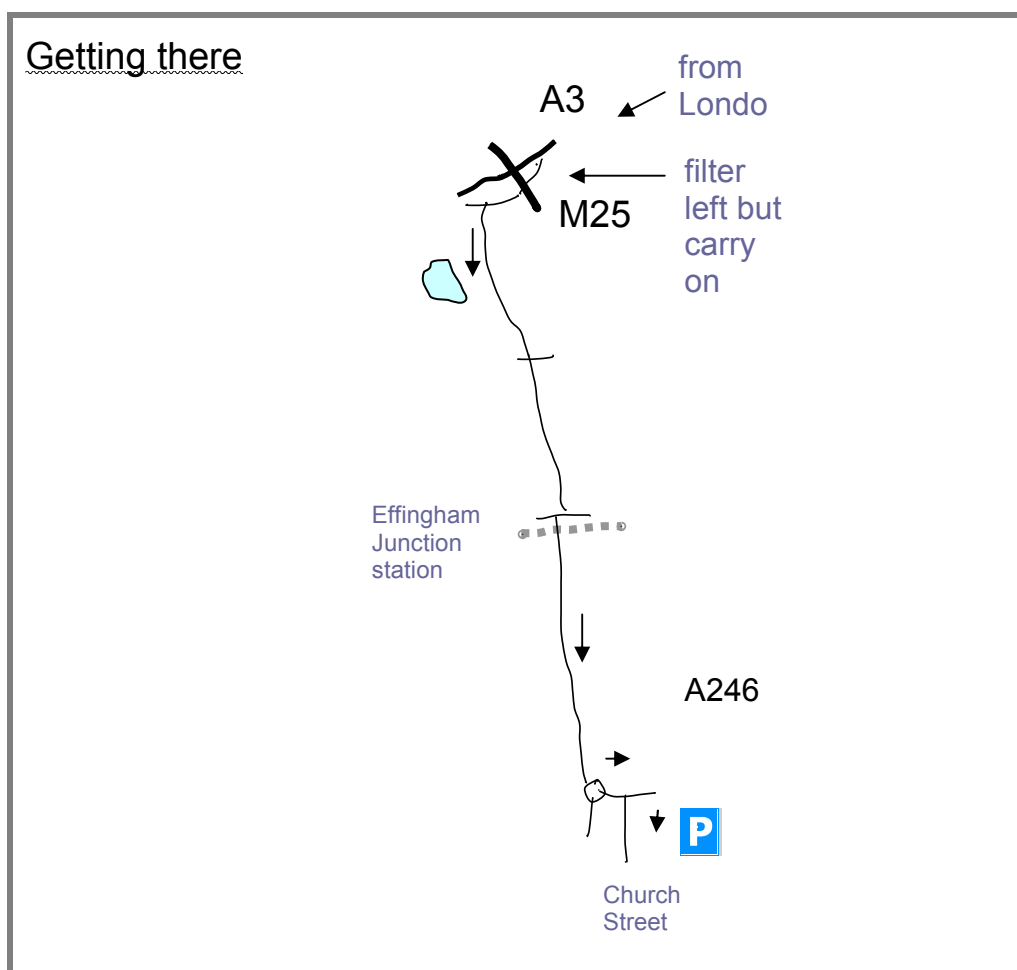 Getting there
from
Londo
A3
filter
left but
carry
on
M25
Effingham
Junction
station
A246
P
Church
Street